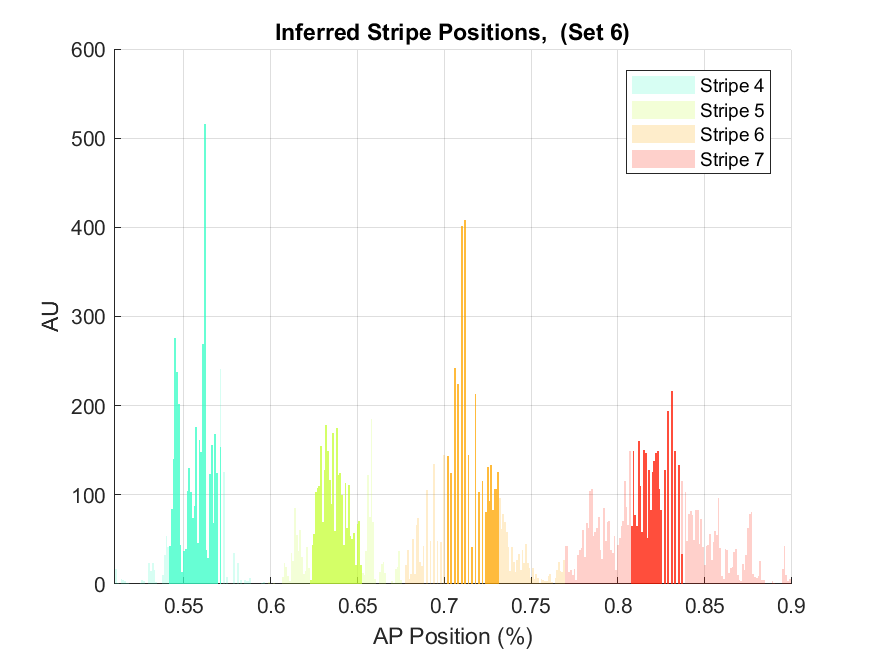 Inferred Stripe Positions,  (Set 6)
600
500
400
300
200
100
0
AU
Stripe 4
Stripe 5
Stripe 6
Stripe 7
0.55
0.6
0.65
0.7
0.75
0.8
0.85
0.9
AP Position (%)